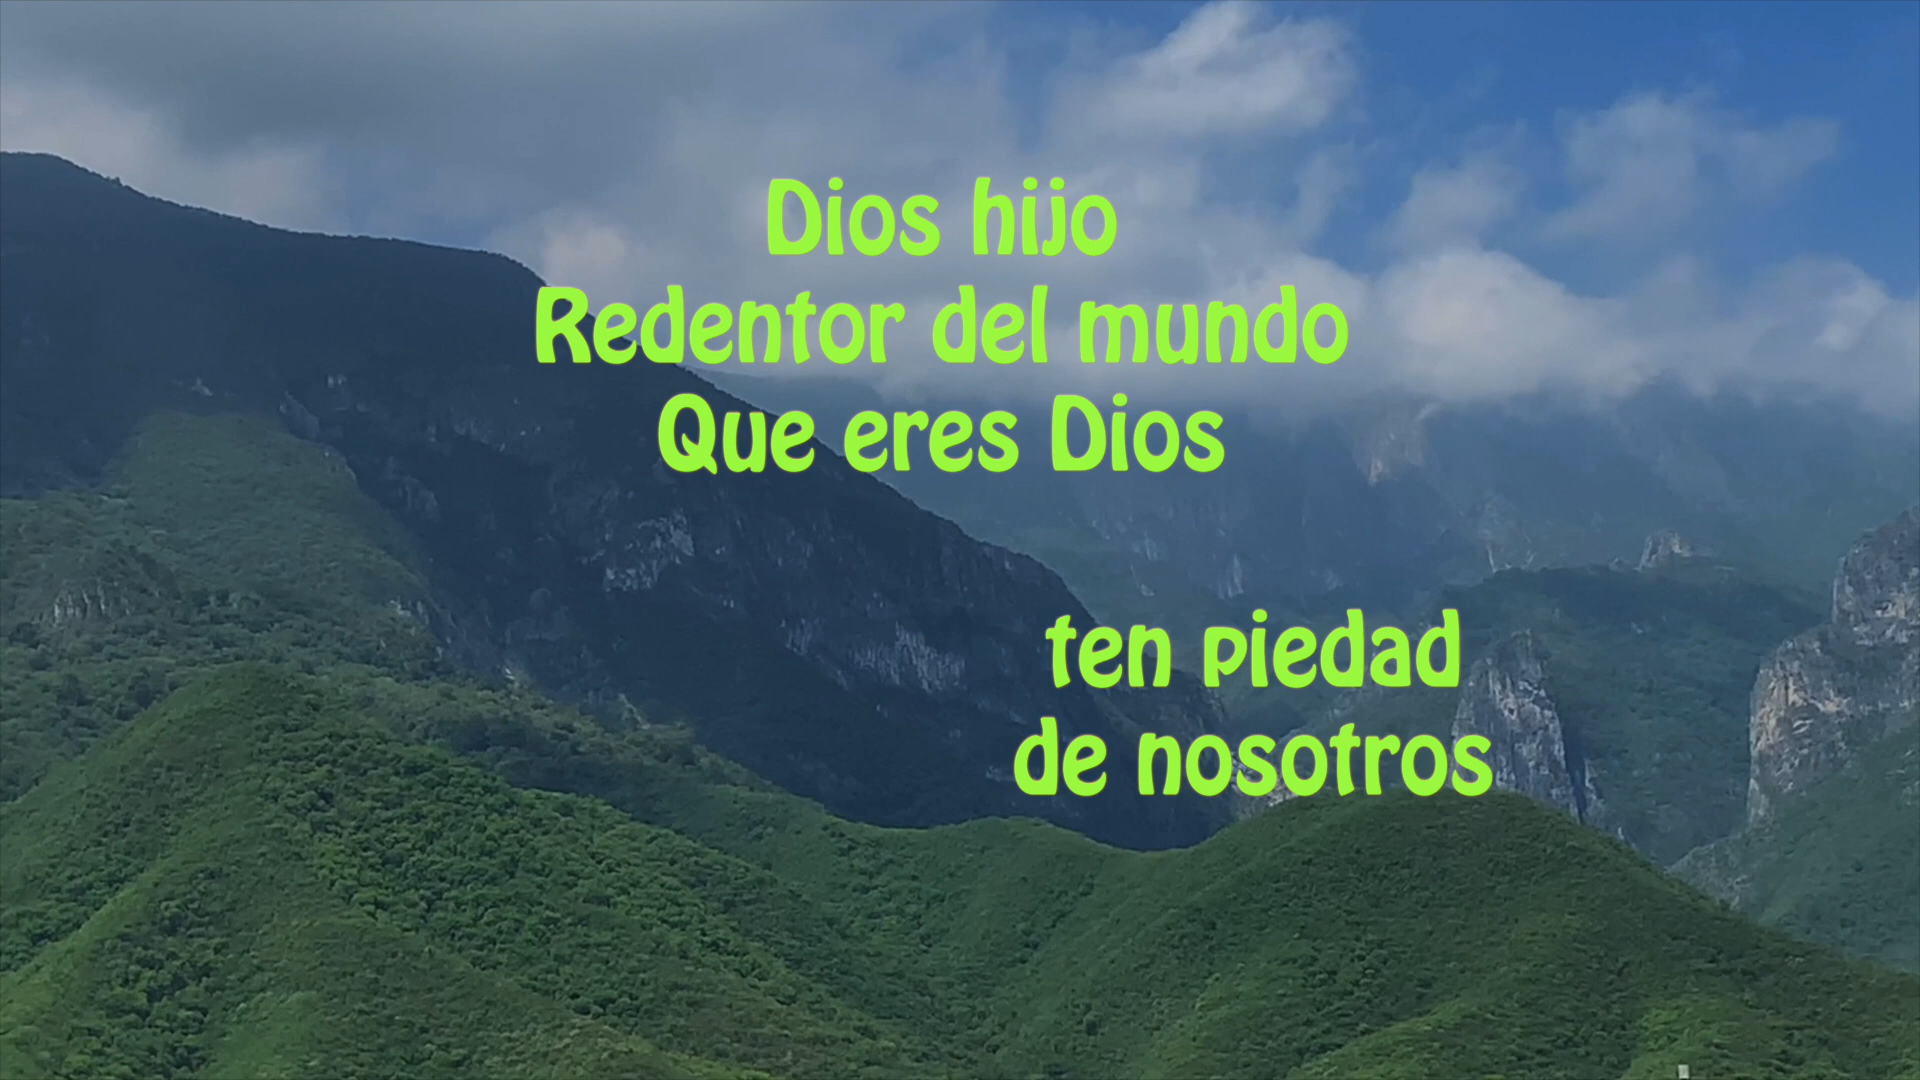 Dios hijo
Redentor del mundo
Que eres Dios
ten piedad
de nosotros